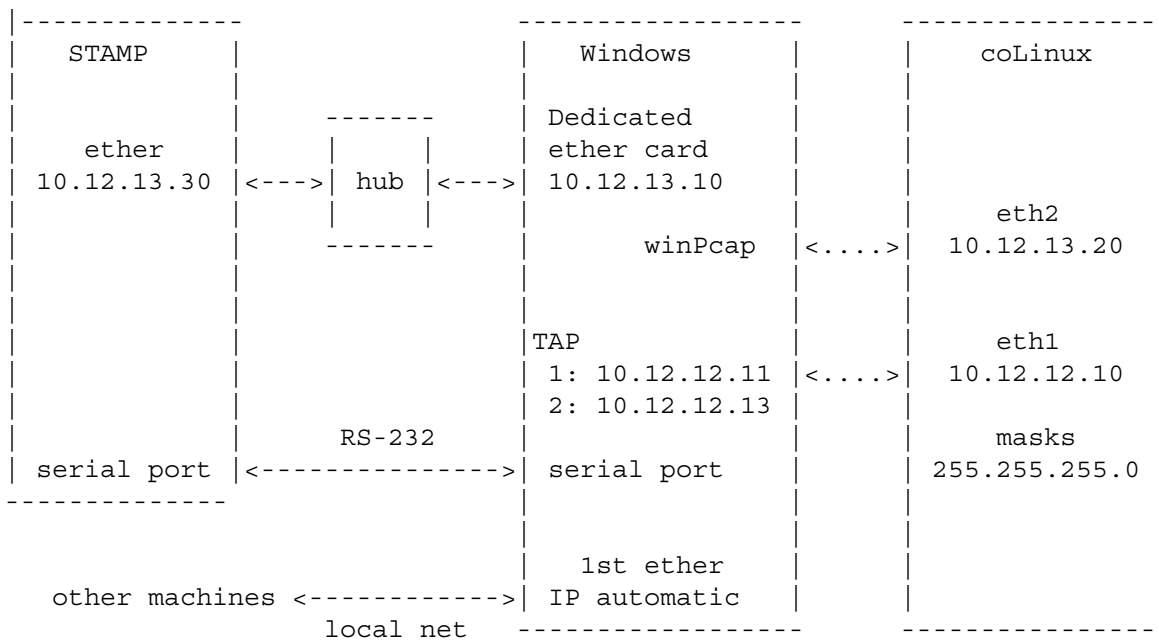 STAMP Windows coLinux
------- Dedicated
ether ether card
10.12.13.30 <---> hub <---> 10.12.13.10
eth2
------- winPcap <....> 10.12.13.20
TAP eth1
1: 10.12.12.11 <....> 10.12.12.10
2: 10.12.12.13
RS-232 masks
serial port <---------------> serial port 255.255.255.0
1st ether
other machines <------------> IP automatic
local net